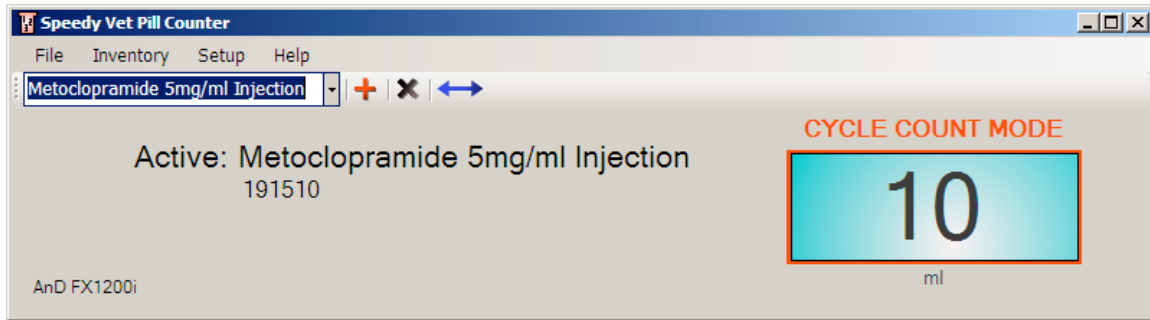 Speedy Vet Pill Counter
File Inventory Setup Help
Metoclopramide 5mg/ml Injection
CYCLE COUNT MODE
Active: Metoclopramide 5mg/ml Injection
191510
10
ml
AnD FX1200i